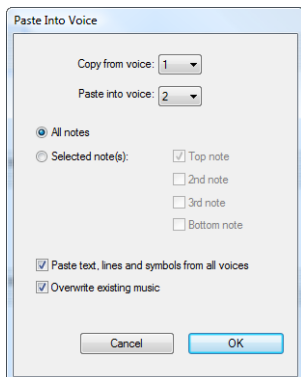 Paste Into Voice
Copy from voice: 1
Paste into voice: 2
All notes
Selected note(s): Top note
2nd note
3rd note
Bottom note
Paste text, lines and symbols from all voices
Overwrite existing music
Cancel OK